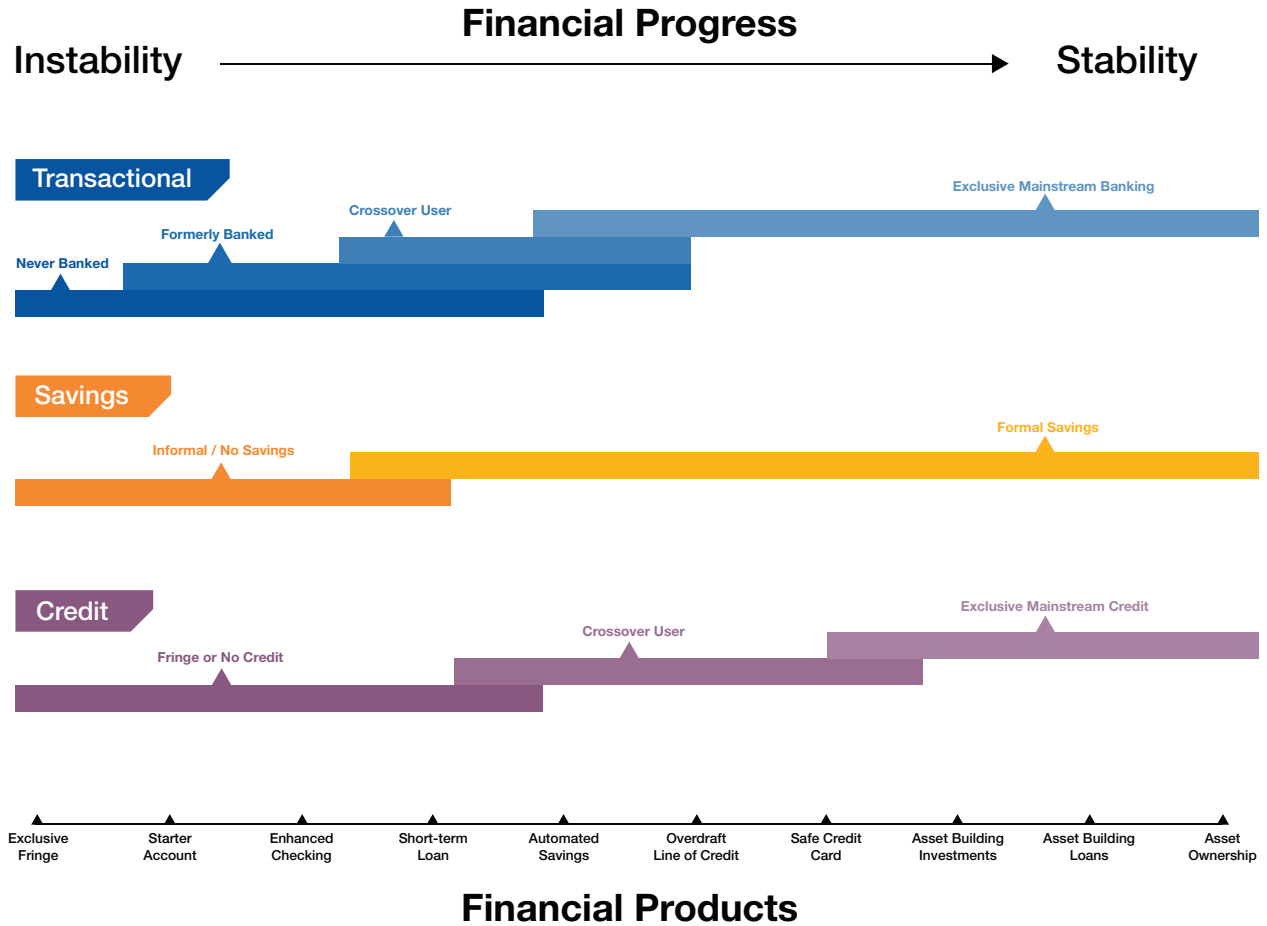 Financial Progress
Instability
Stability
Transactional
Exclusive Mainstream Banking
Crossover User
Formerly Banked
Never Banked
Savings
Formal Savings
Informal / No Savings
Credit
Exclusive Mainstream Credit
Crossover User
Fringe or No Credit
Exclusive
Fringe
Starter
Account
Enhanced
Checking
Short-term
Loan
Automated
Savings
Overdraft
Line of Credit
Safe Credit
Card
Asset Building
Investments
Asset Building
Loans
Asset
Ownership
Financial Products